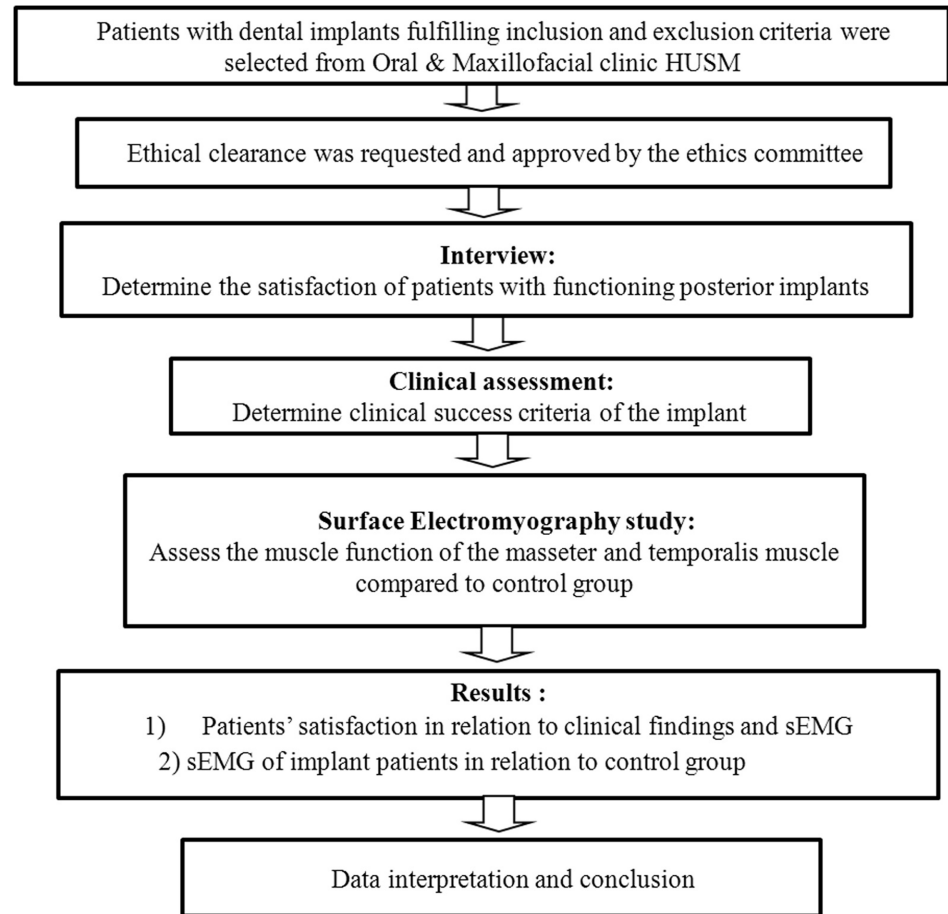 Patients with dental implants fulfilling inclusion and exclusion criteria were
selected from Oral & Maxillofacial clinic HUSM
Ethical clearance was requested and approved by the ethics committee
Interview:
Determine the satisfaction of patients with functioning posterior implants
Clinical assessment:
Determine clinical success criteria of the implant
Surface Electromyography study:
Assess the muscle function of the masseter and temporalis muscle
compared to control group
Results :
1) Patients’ satisfaction in relation to clinical findings and sEMG
2) sEMG of implant patients in relation to control group
Data interpretation and conclusion